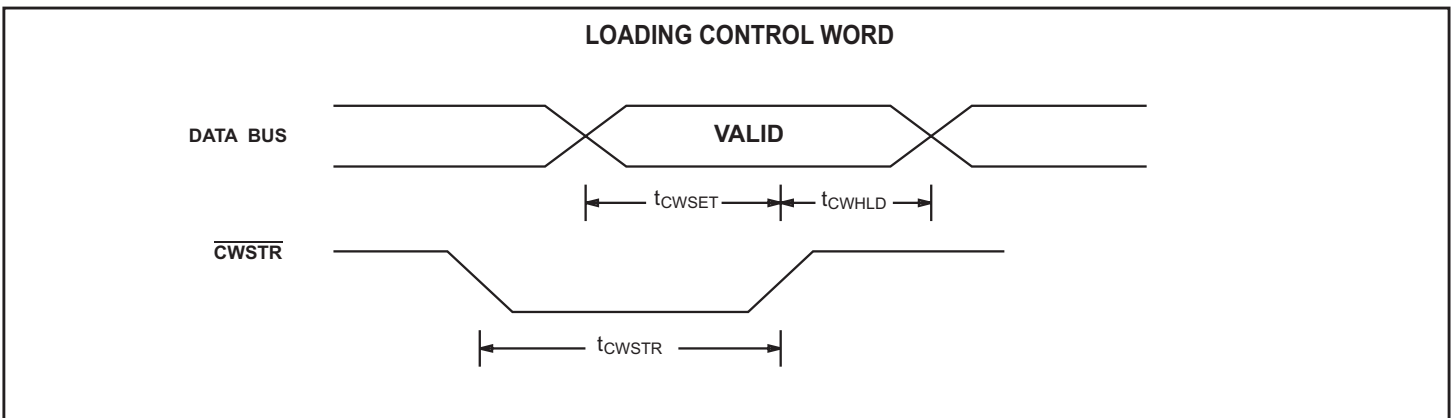 LOADING CONTROL WORD
DATA BUS
VALID
tCWSET
tCWHLD
CWSTR
tCWSTR